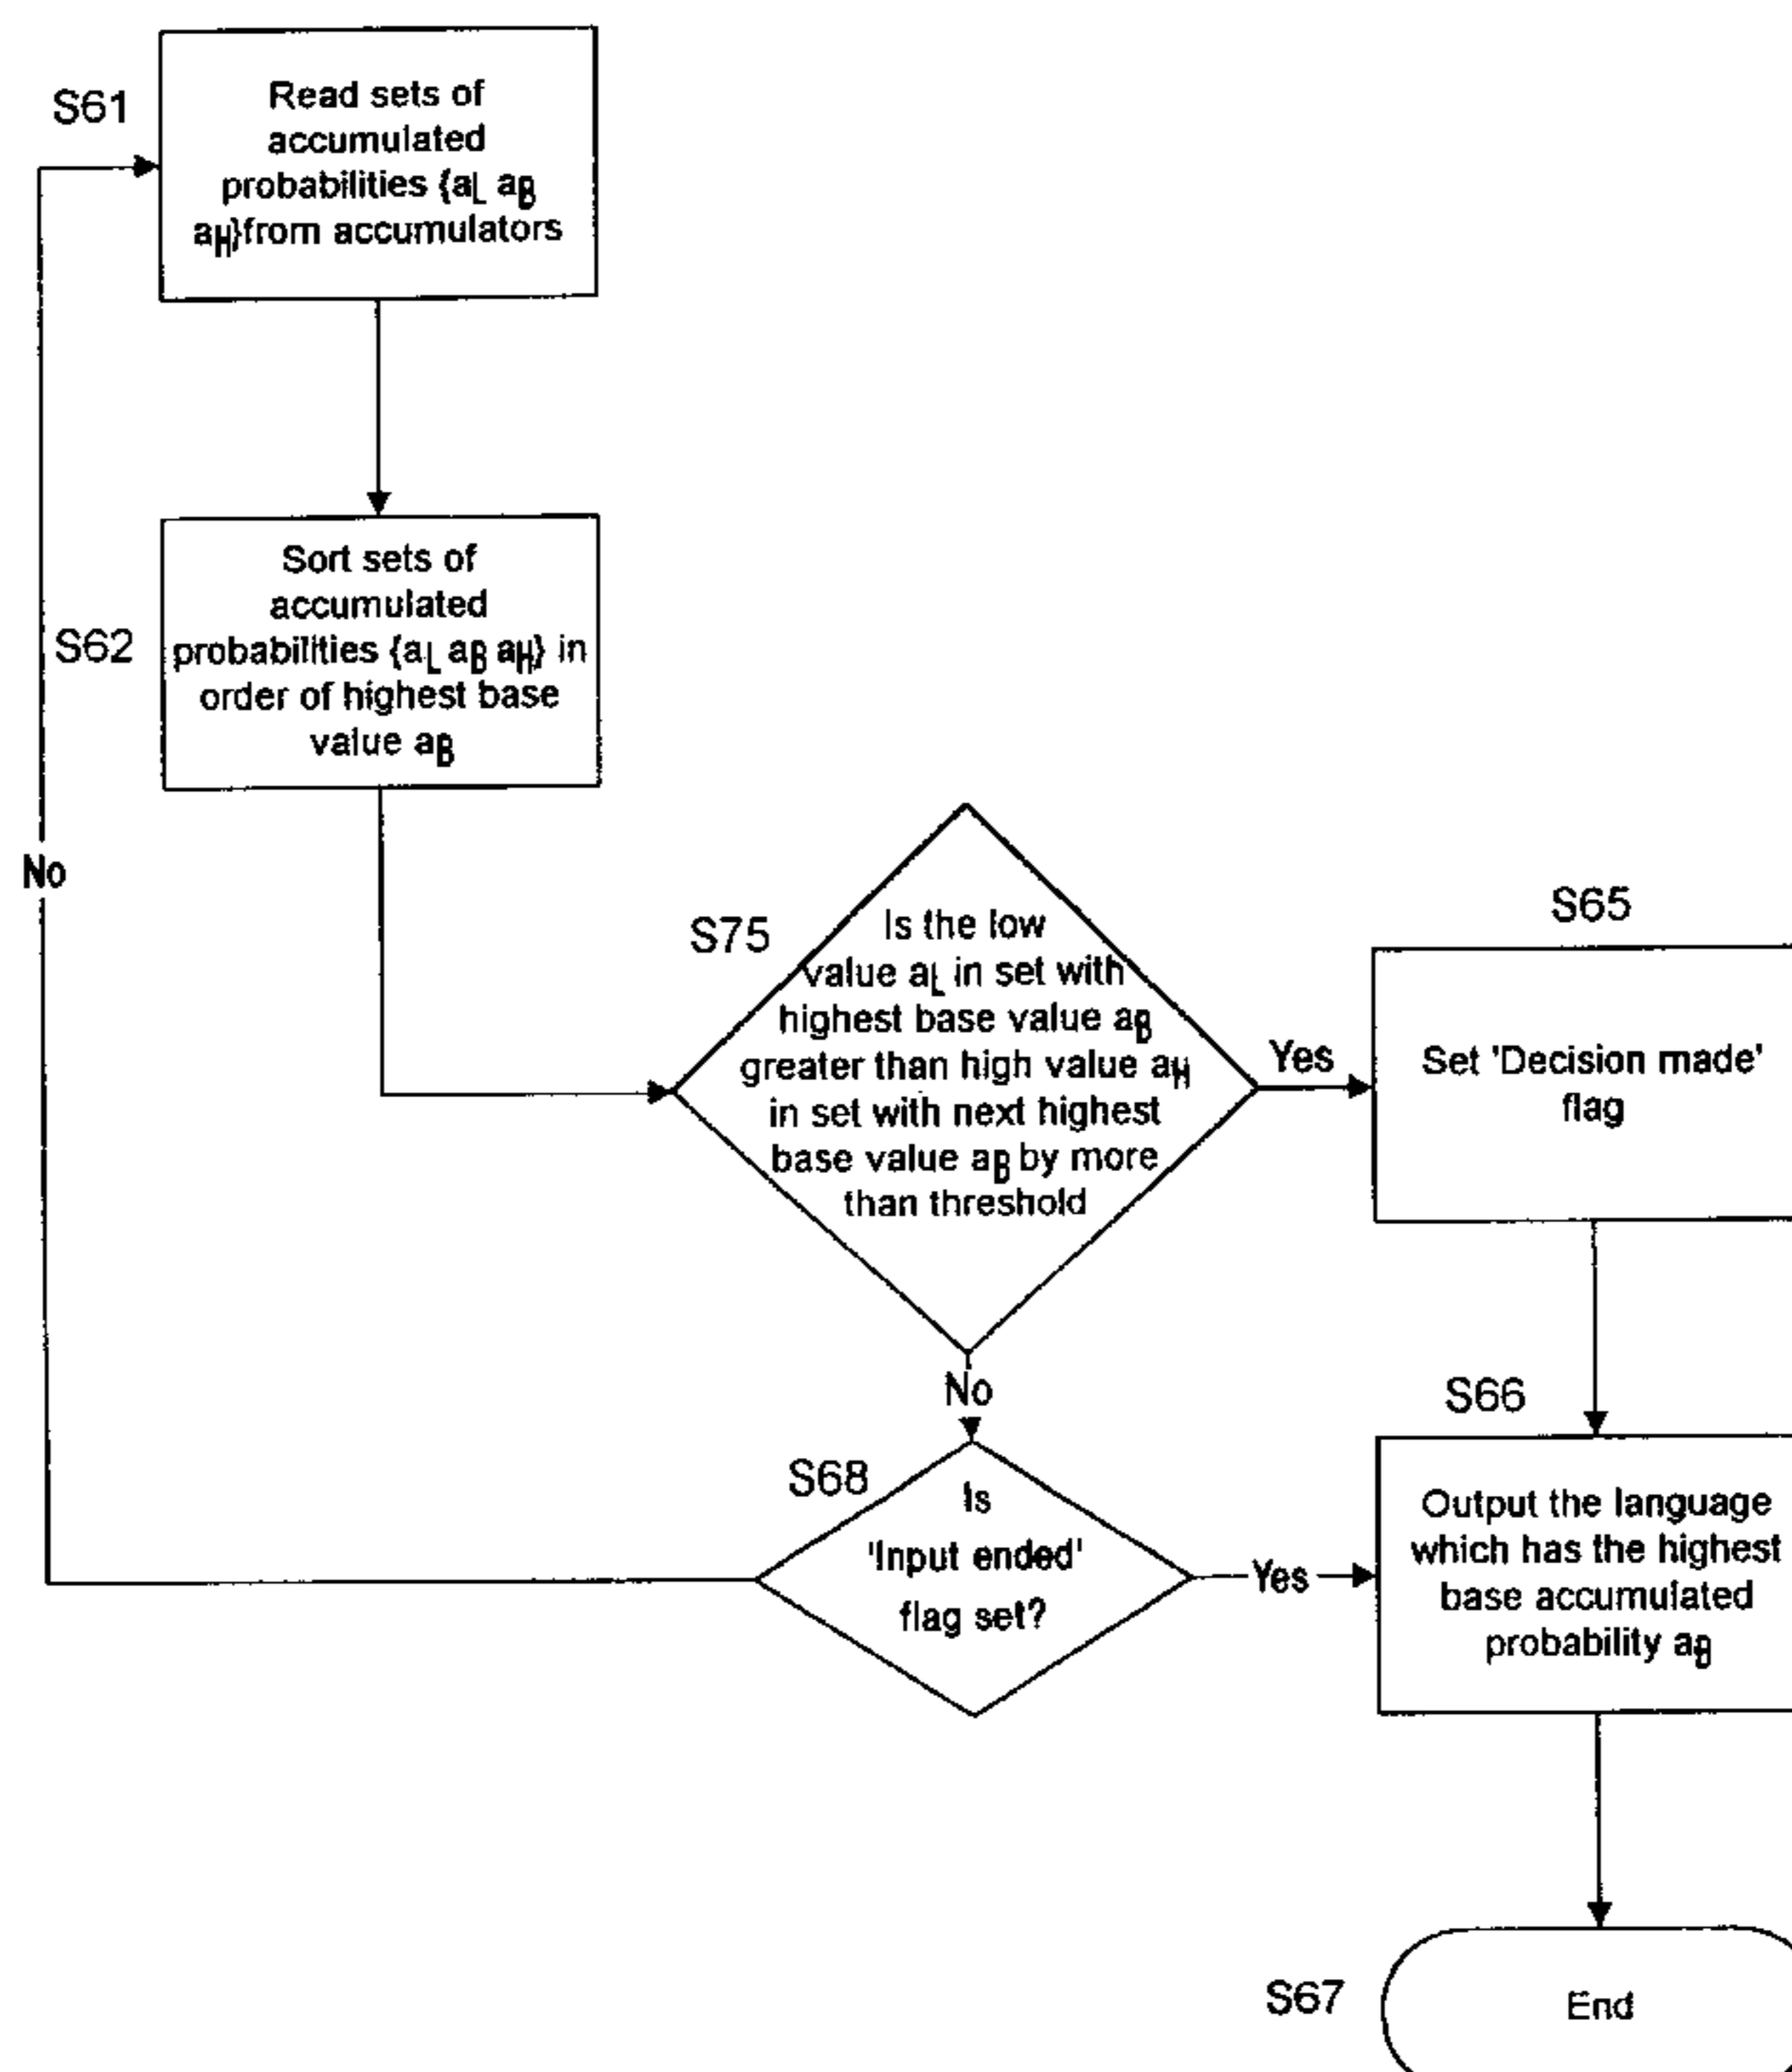 S61
Read sets of
accumulated
probabilities {aL aB
aH}from accumulators
S62
Sort sets of
accumulated
probabilities {aL aB aH} in
order of highest base
value aB
No
S75
Is the low
value aL in set with
highest base value aB
greater than high value aH
in set with next highest
base value aB by more
than threshold
Yes
S65
Set 'Decision made'
flag
No
S68
Is
'Input ended'
flag set?
Yes
S66
Output the language
which has the highest
base accumulated
probability aB
S67
End